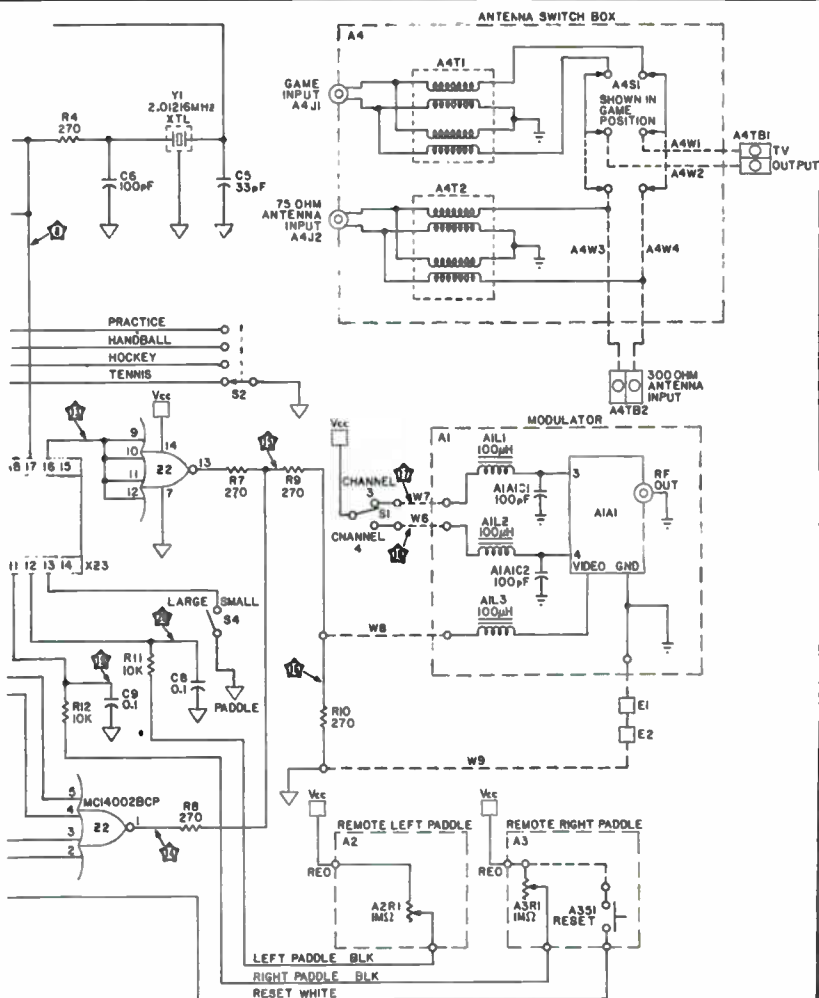 ANTENNA SWITCH BOX
A4
A4T1
GAME
INPUT
A4J1
A4S1
SHOWN IN
GAME
POSITION
A4TB1
A4W1
TV
OUTPUT
A4W2
Y1
2.01216MHz
XTL
R4
270
C6
100pF
C5
33pF
8
75 OHM
ANTENNA
INPUT
A4J2
A4T2
A4W3
A4W4
300 OHM
ANTENNA
INPUT
A4TB2
PRACTICE
HANDBALL
HOCKEY
TENNIS
S2
Vcc
9
10
11
12
14
22
13
7
R7
270
15
R9
270
17 16 15
11 12 13 14
X23
Vcc
CHANNEL
3
S1
CHANNEL
4
17
W7
W6
MODULATOR
A1
A1L1
100µH
A1A1C1
100pF
A1L2
100µH
A1A1C2
100pF
A1L3
100µH
3
4
A1A1
VIDEO GND
RF
OUT
W8
LARGE SMALL
S4
PADDLE
R11
10K
C8
0.1
R12
10K
C9
0.1
R10
270
W9
E1
E2
5
4
3
2
MC14002BCP
22
1
R8
270
14
Vcc
REMOTE LEFT PADDLE
A2
RED
A2R1
1MΩ
Vcc
REMOTE RIGHT PADDLE
A3
RED
A3R1
1MΩ
A3S1
RESET
LEFT PADDLE BLK
RIGHT PADDLE BLK
RESET WHITE